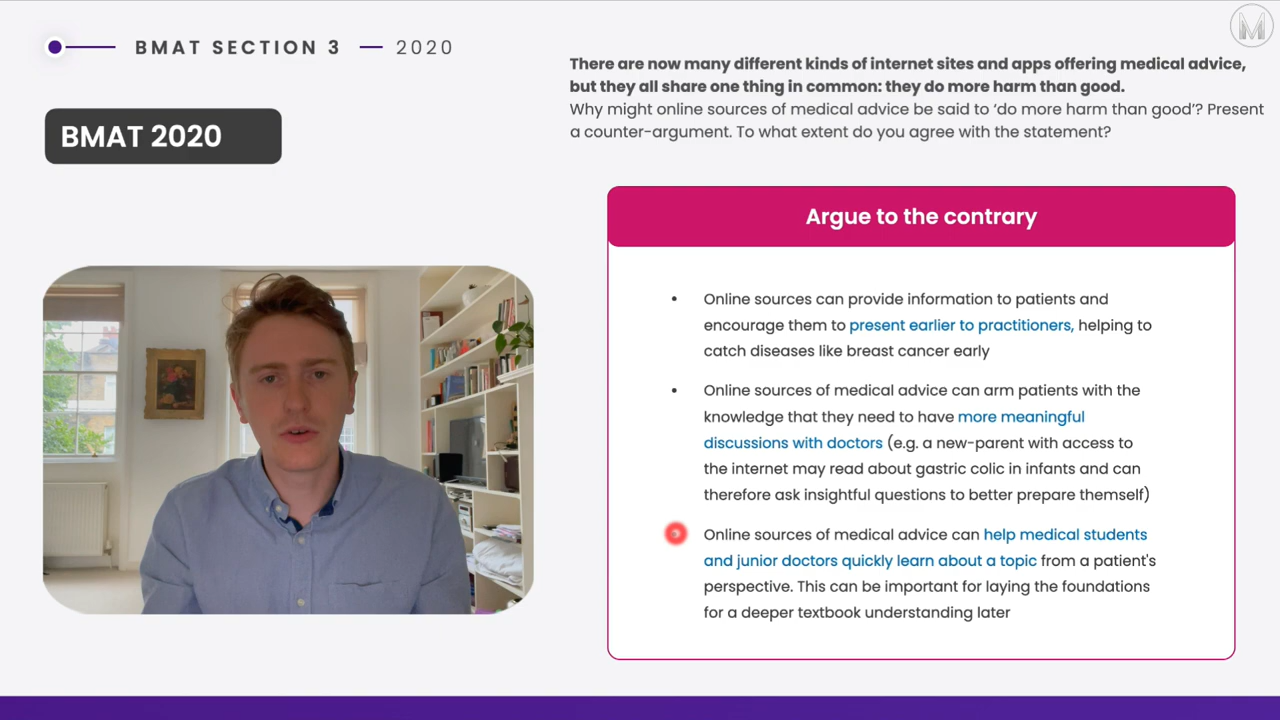 BMAT SECTION 3 — 2020
M
There are now many different kinds of internet sites and apps offering medical advice,
but they all share one thing in common: they do more harm than good.
Why might online sources of medical advice be said to ‘do more harm than good’? Present
a counter-argument. To what extent do you agree with the statement?
BMAT 2020
Argue to the contrary
• Online sources can provide information to patients and
encourage them to present earlier to practitioners, helping to
catch diseases like breast cancer early
• Online sources of medical advice can arm patients with the
knowledge that they need to have more meaningful
discussions with doctors (e.g. a new-parent with access to
the internet may read about gastric colic in infants and can
therefore ask insightful questions to better prepare themself)
Online sources of medical advice can help medical students
and junior doctors quickly learn about a topic from a patient's
perspective. This can be important for laying the foundations
for a deeper textbook understanding later